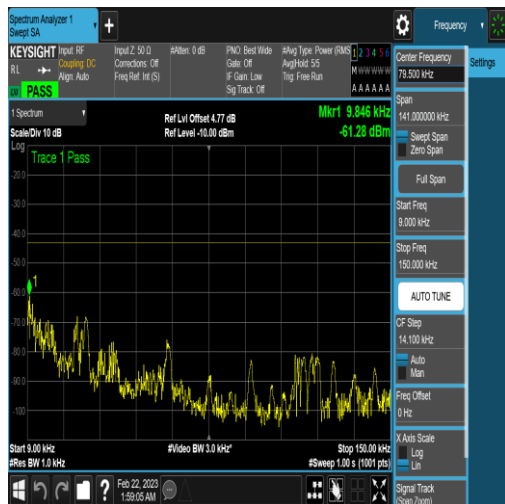 Spectrum Analyzer 1
Swept SA
Frequency
KEYSIGHT
RL
Input: RF
Coupling: DC
Align: Auto
Input Z: 50 Ω
Corrections: Off
Freq Ref: Int (S)
#Atten: 0 dB
PNO: Best Wide
Gate: Off
IF Gain: Low
Sig Track: Off
#Avg Type: Power (RMS
Avg|Hold: 5/5
Trig: Free Run
1 2 3 4 5 6
M W W W W W
A A A A A A
PASS
1 Spectrum
Scale/Div 10 dB
Log
Ref Lvl Offset 4.77 dB
Ref Level -10.00 dBm
Mkr1 9.846 kHz
-61.28 dBm
Trace 1 Pass
1
-20.0
-30.0
-40.0
-50.0
-60.0
-70.0
-80.0
-90.0
-100
Start 9.00 kHz
#Res BW 1.0 kHz
#Video BW 3.0 kHz*
Stop 150.00 kHz
#Sweep 1.00 s (1001 pts)
?
Feb 22, 2023
1:59:05 AM
Center Frequency
79.500 kHz
Settings
Span
141.000000 kHz
Swept Span
Zero Span
Full Span
Start Freq
9.000 kHz
Stop Freq
150.000 kHz
AUTO TUNE
CF Step
14.100 kHz
Auto
Man
Freq Offset
0 Hz
X Axis Scale
Log
Lin
Signal Track
(Span Zoom)